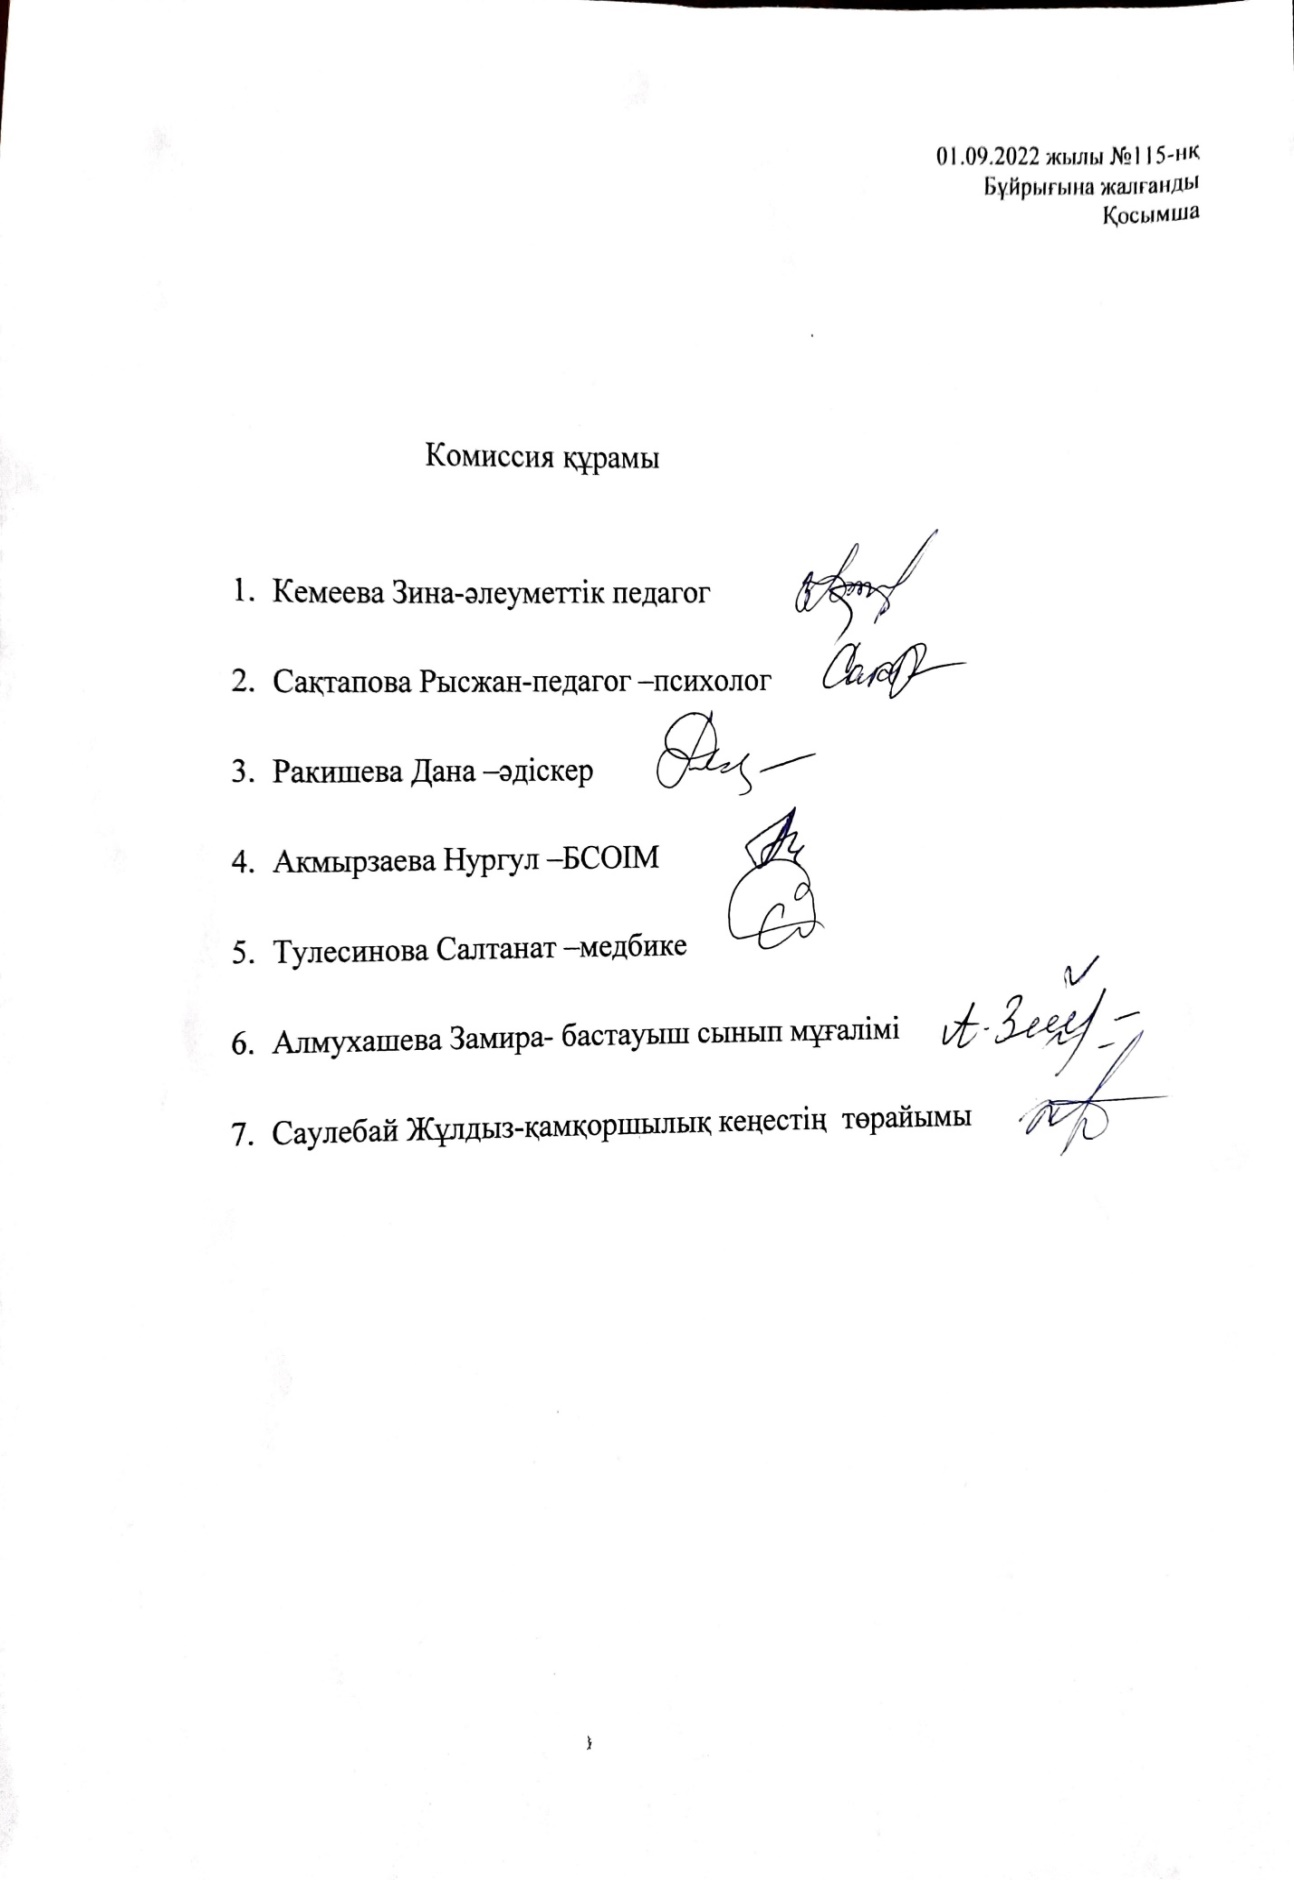 01.09.2022 жылы №115-нқ
Бұйрығына жалғанды
Қосымша
Комиссия құрамы
1. Кемеева Зина-әлеуметтік педагог
2. Сақтапова Рысжан-педагог –психолог
3. Ракишева Дана –әдіскер
4. Акмырзаева Нургул –БСОІМ
5. Тулесинова Салтанат –медбике
6. Алмухашева Замира- бастауыш сынып мұғалімі
7. Саулебай Жұлдыз-қамқоршылық кеңестің төрайымы